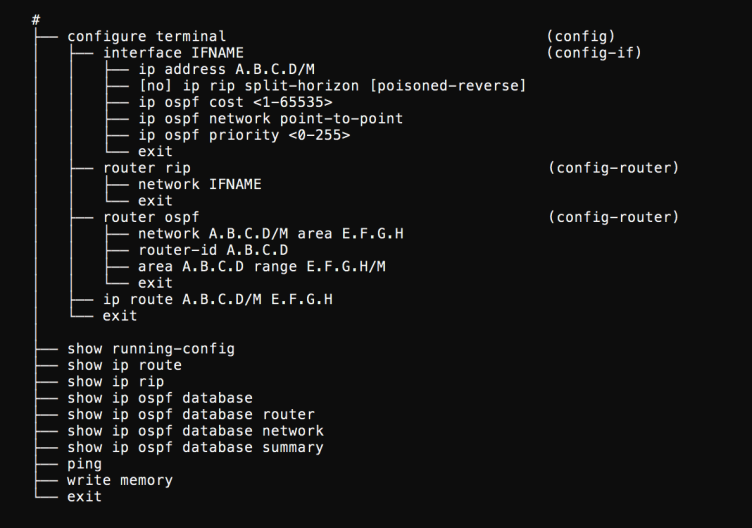 #
├── configure terminal (config)
│   ├── interface IFNAME (config-if)
│   │   ├── ip address A.B.C.D/M
│   │   ├── [no] ip rip split-horizon [poisoned-reverse]
│   │   ├── ip ospf cost <1-65535>
│   │   ├── ip ospf network point-to-point
│   │   ├── ip ospf priority <0-255>
│   │   └── exit
│   ├── router rip (config-router)
│   │   ├── network IFNAME
│   │   └── exit
│   ├── router ospf (config-router)
│   │   ├── network A.B.C.D/M area E.F.G.H
│   │   ├── router-id A.B.C.D
│   │   ├── area A.B.C.D range E.F.G.H/M
│   │   └── exit
│   ├── ip route A.B.C.D/M E.F.G.H
│   └── exit
│
├── show running-config
├── show ip route
├── show ip rip
├── show ip ospf database
├── show ip ospf database router
├── show ip ospf database network
├── show ip ospf database summary
├── ping
├── write memory
└── exit